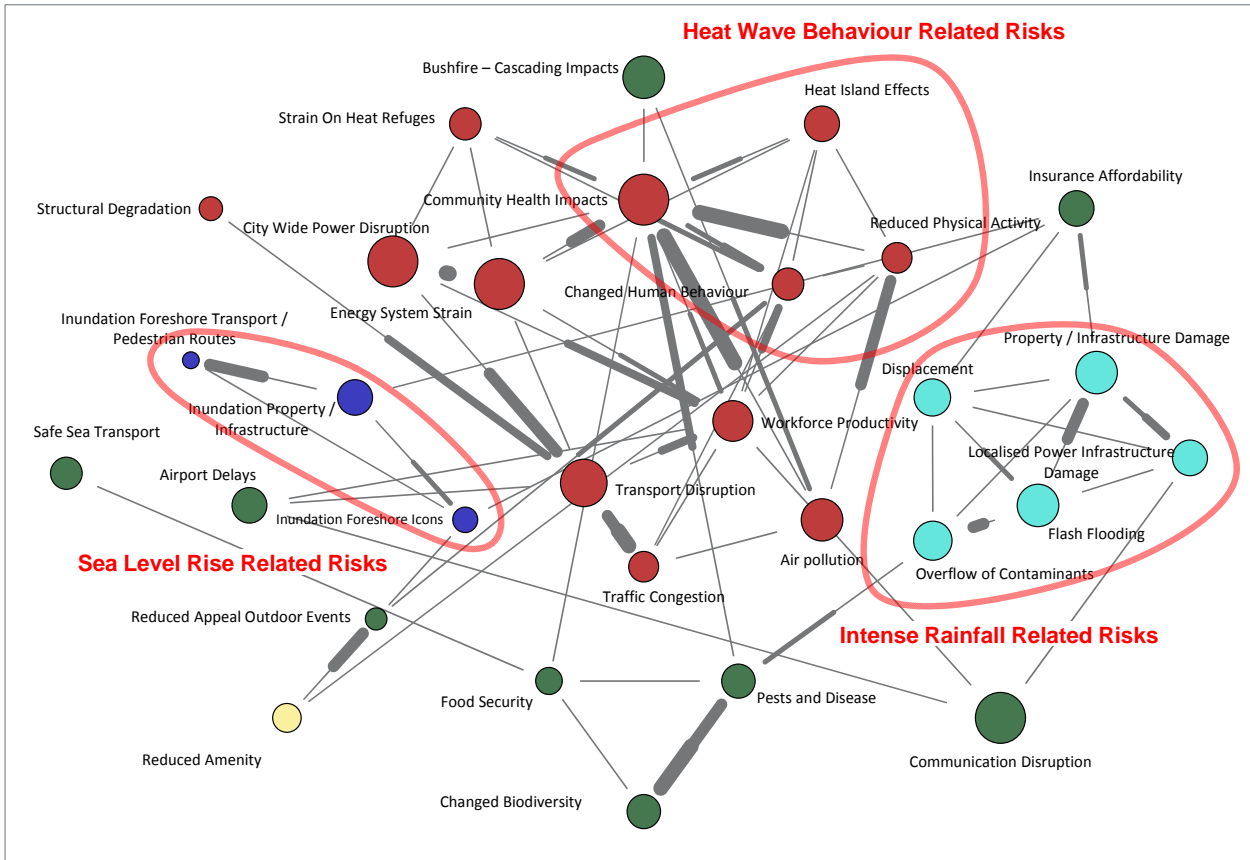 Heat Wave Behaviour Related Risks
Bushfire – Cascading Impacts
Heat Island Effects
Strain On Heat Refuges
Insurance Affordability
Community Health Impacts
Structural Degradation
Reduced Physical Activity
City Wide Power Disruption
Changed Human Behaviour
Energy System Strain
Inundation Foreshore Transport /
Pedestrian Routes
Property / Infrastructure Damage
Displacement
Inundation Property /
Infrastructure
Workforce Productivity
Safe Sea Transport
Localised Power Infrastructure
Damage
Airport Delays
Transport Disruption
Inundation Foreshore Icons
Flash Flooding
Air pollution
Sea Level Rise Related Risks
Overflow of Contaminants
Traffic Congestion
Reduced Appeal Outdoor Events
Intense Rainfall Related Risks
Food Security
Pests and Disease
Reduced Amenity
Communication Disruption
Changed Biodiversity